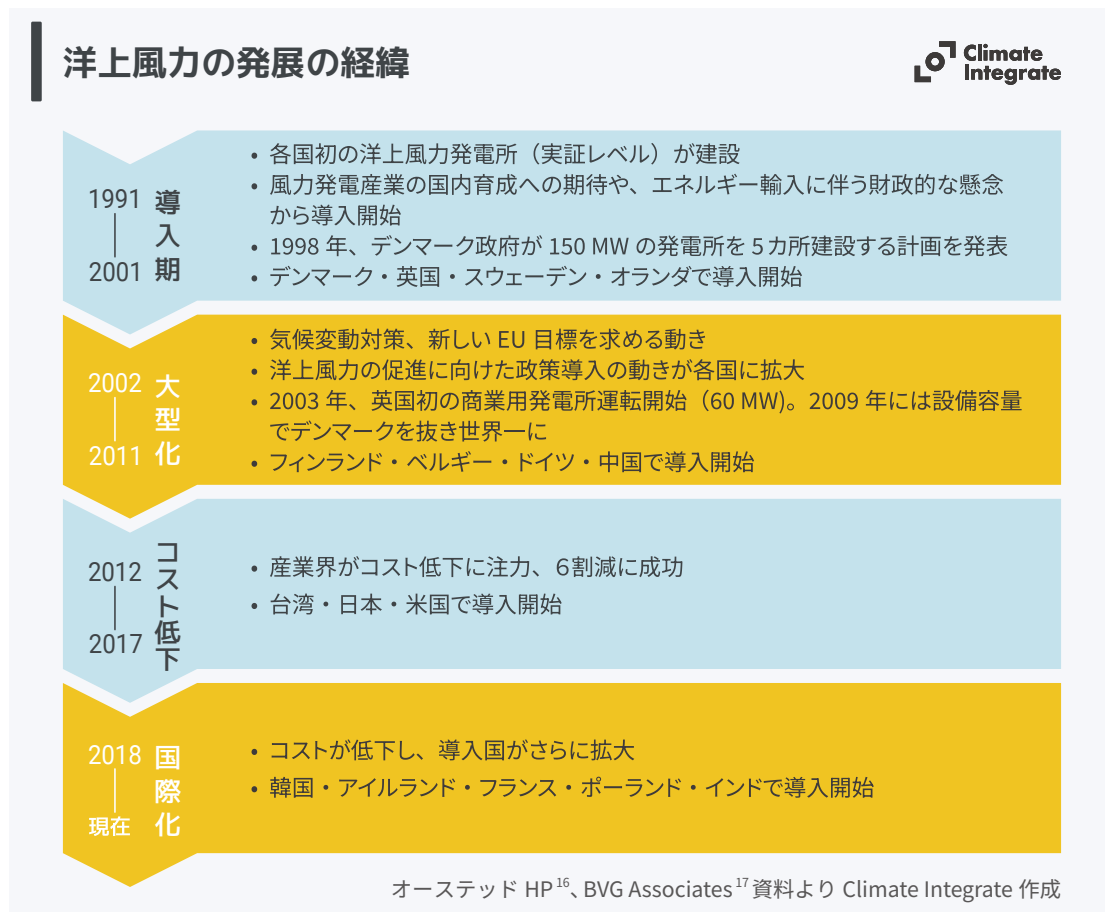 洋上風力の発展の経緯
Climate
Integrate
1991
2001
導入期
• 各国初の洋上風力発電所（実証レベル）が建設
• 風力発電産業の国内育成への期待や、エネルギー輸入に伴う財政的な懸念
から導入開始
• 1998 年、デンマーク政府が 150 MW の発電所を 5 カ所建設する計画を発表
• デンマーク・英国・スウェーデン・オランダで導入開始
2002
2011
大型化
• 気候変動対策、新しい EU 目標を求める動き
• 洋上風力の促進に向けた政策導入の動きが各国に拡大
• 2003 年、英国初の商業用発電所運転開始（60 MW)。2009 年には設備容量
でデンマークを抜き世界一に
• フィンランド・ベルギー・ドイツ・中国で導入開始
2012
2017
コスト低下
• 産業界がコスト低下に注力、６割減に成功
• 台湾・日本・米国で導入開始
2018
現在
国際化
• コストが低下し、導入国がさらに拡大
• 韓国・アイルランド・フランス・ポーランド・インドで導入開始
オーステッド HP16、BVG Associates17 資料より Climate Integrate 作成